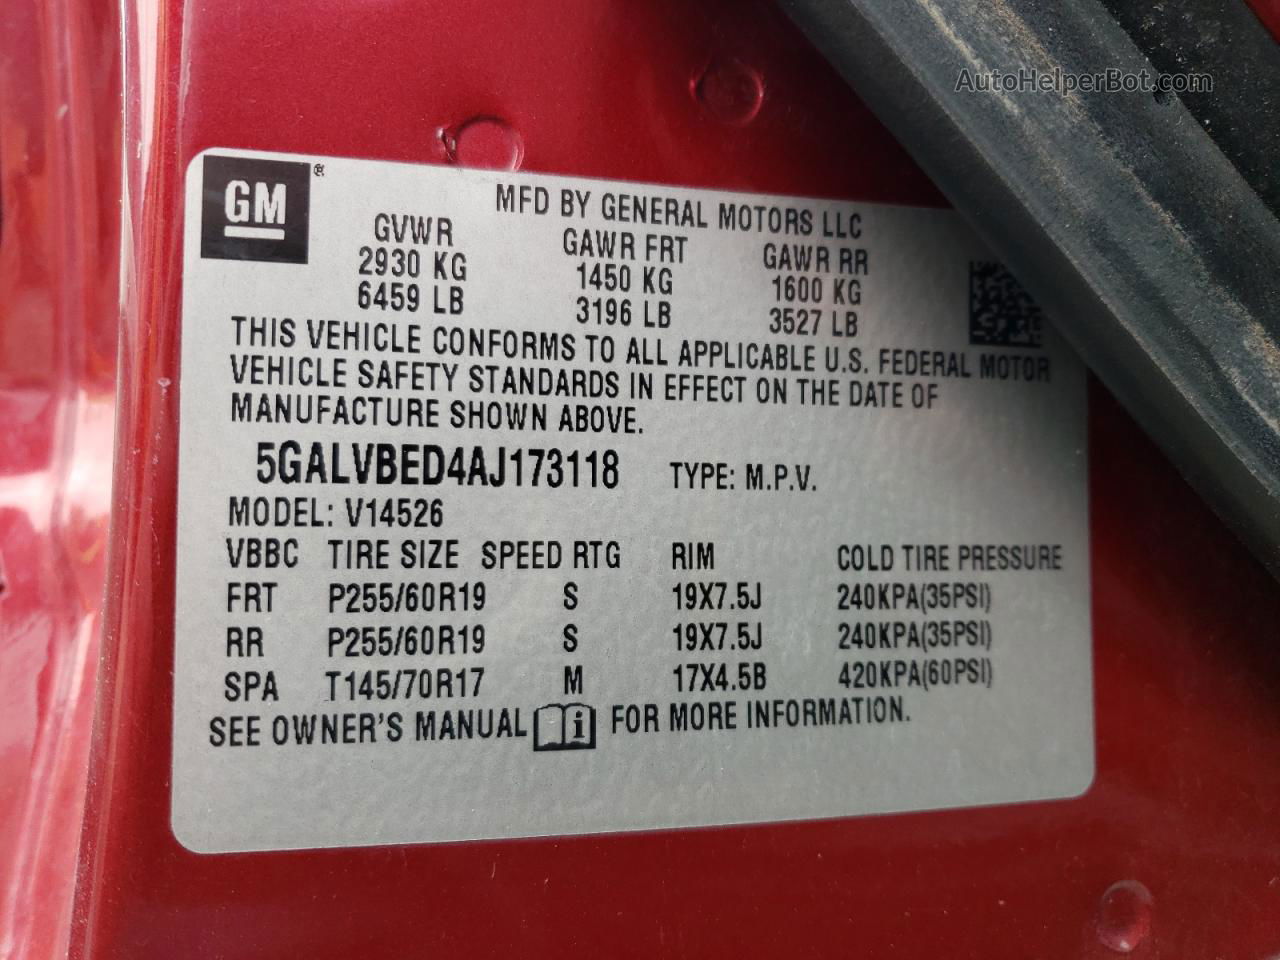 AutoHelperBot.com
GM ®
MFD BY GENERAL MOTORS LLC
GVWR GAWR FRT GAWR RR
2930 KG 1450 KG 1600 KG
6459 LB 3196 LB 3527 LB
THIS VEHICLE CONFORMS TO ALL APPLICABLE U.S. FEDERAL MOTOR
VEHICLE SAFETY STANDARDS IN EFFECT ON THE DATE OF
MANUFACTURE SHOWN ABOVE.
5GALVBED4AJ173118 TYPE: M.P.V.
MODEL: V14526
VBBC TIRE SIZE SPEED RTG RIM COLD TIRE PRESSURE
FRT P255/60R19 S 19X7.5J 240KPA(35PSI)
RR P255/60R19 S 19X7.5J 240KPA(35PSI)
SPA T145/70R17 M 17X4.5B 420KPA(60PSI)
SEE OWNER'S MANUAL i FOR MORE INFORMATION.